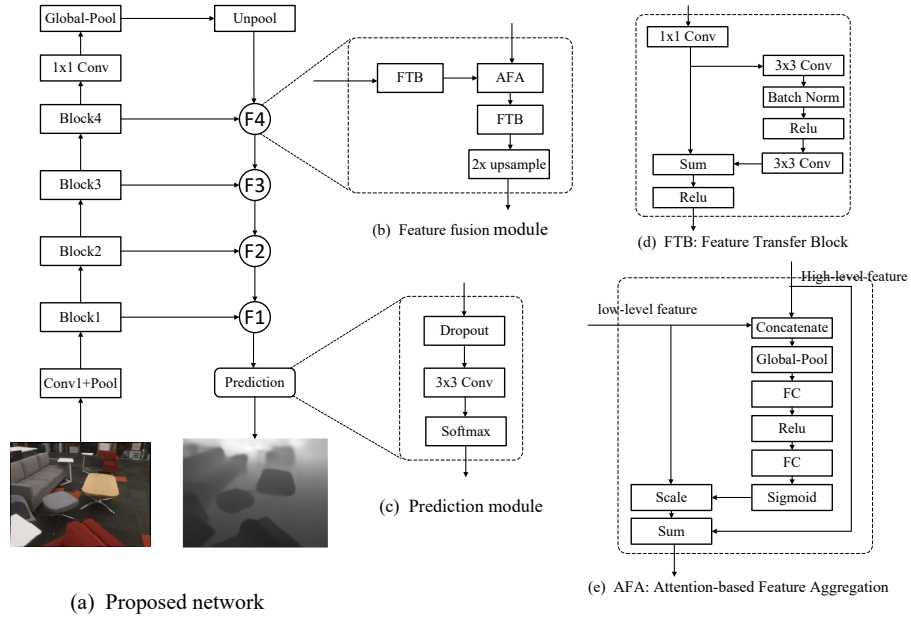 Global-Pool
Unpool
1x1 Conv
Block4
F4
Block3
F3
Block2
F2
Block1
F1
Conv1+Pool
Prediction
(a) Proposed network
FTB
AFA
FTB
2x upsample
(b) Feature fusion module
Dropout
3x3 Conv
Softmax
(c) Prediction module
1x1 Conv
3x3 Conv
Batch Norm
Relu
3x3 Conv
Sum
Relu
(d) FTB: Feature Transfer Block
High-level-feature
low-level feature
Concatenate
Global-Pool
FC
Relu
FC
Sigmoid
Scale
Sum
(e) AFA: Attention-based Feature Aggregation